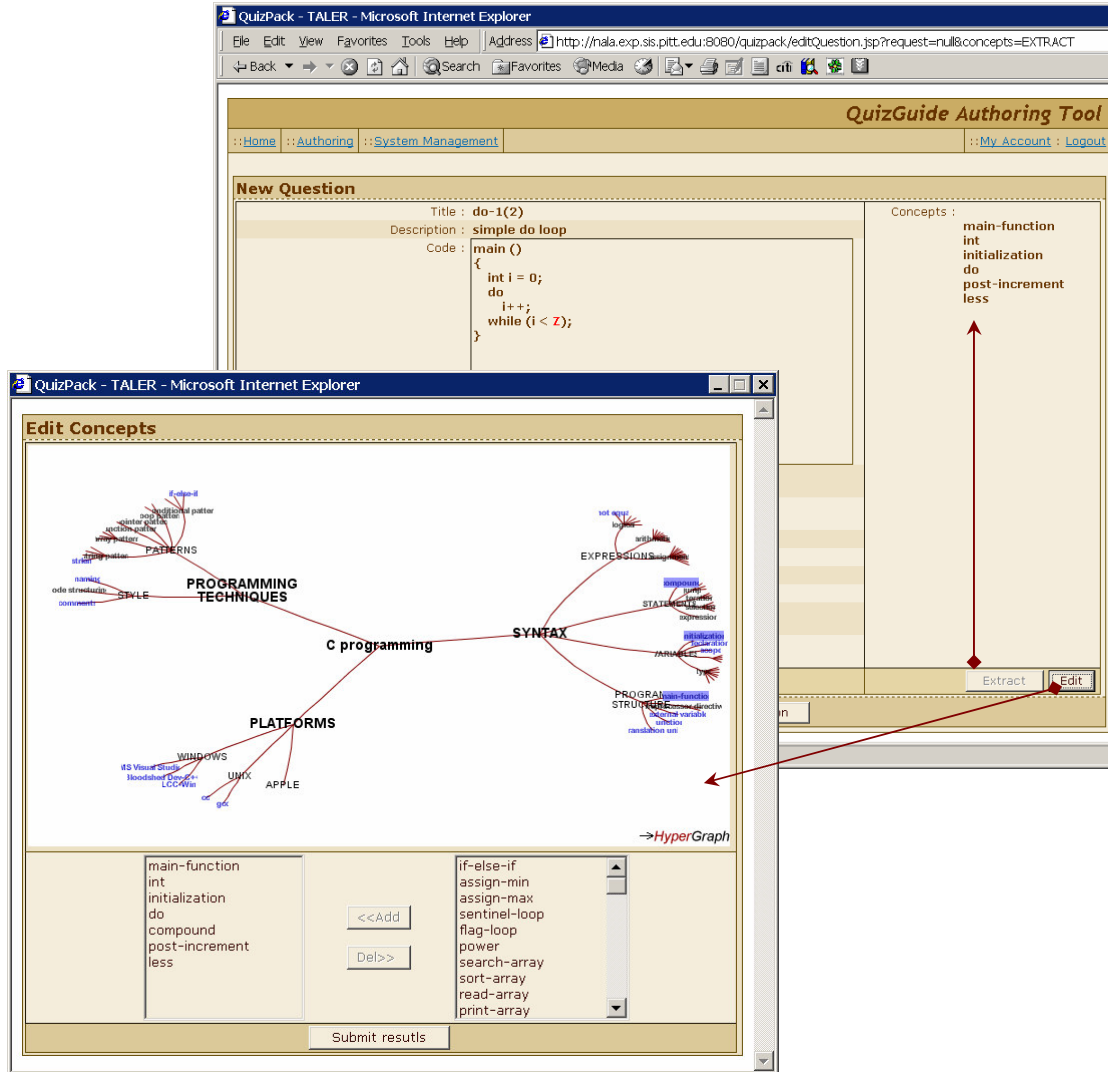 QuizPack - TALER - Microsoft Internet Explorer
File Edit View Favorites Tools Help Address http://nala.exp.sis.pitt.edu:8080/quizpack/editQuestion.jsp?request=null&concepts=EXTRACT
Back Search Favorites Media citi
QuizGuide Authoring Tool
::Home ::Authoring ::System Management ::My Account : Logout
New Question
Title : do-1(2)
Description : simple do loop
Code : main ()
{
int i = 0;
do
i++;
while (i < Z);
}
Concepts :
main-function
int
initialization
do
post-increment
less
Extract Edit
QuizPack - TALER - Microsoft Internet Explorer
Edit Concepts
if-else-if
PATTERNS
STYLE
PROGRAMMING
TECHNIQUES
C programming
SYNTAX
EXPRESSIONS
STATEMENTS
STRUCTURE
PLATFORMS
WINDOWS
UNIX
APPLE
→HyperGraph
main-function
int
initialization
do
compound
post-increment
less
<<Add
Del>>
if-else-if
assign-min
assign-max
sentinel-loop
flag-loop
power
search-array
sort-array
read-array
print-array
Submit resutls